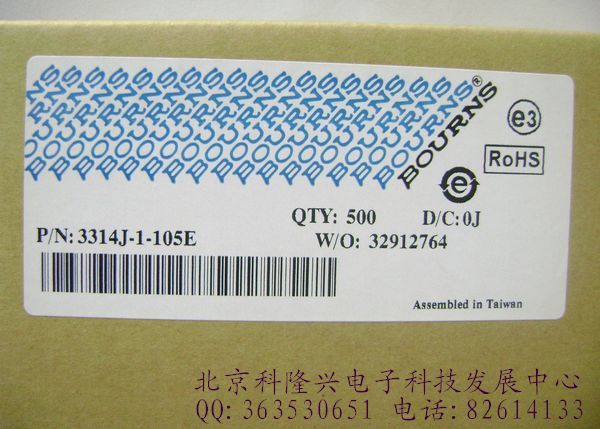 BOURNS®
e3
RoHS
e
QTY: 500 D/C: 0J
P/N: 3314J-1-105E W/O: 32912764
Assembled in Taiwan
北京科隆兴电子科技发展中心
QQ: 363530651 电话: 82614133